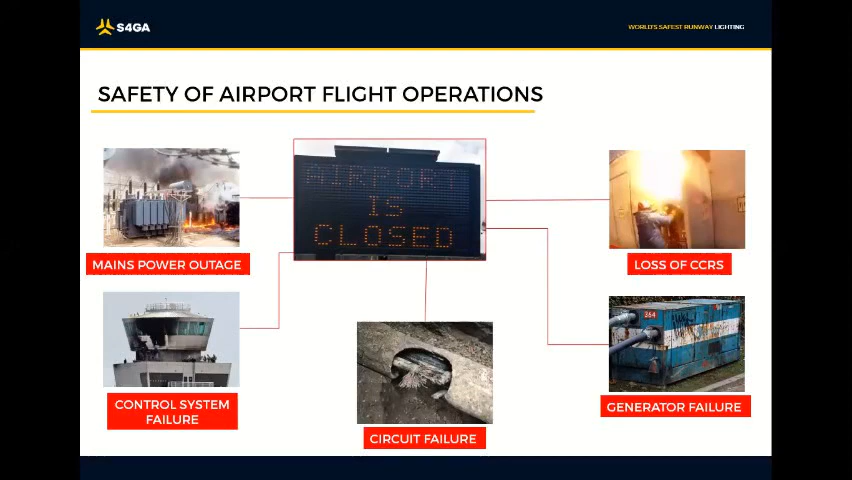 S4GA
WORLD'S SAFEST RUNWAY LIGHTING
SAFETY OF AIRPORT FLIGHT OPERATIONS
AIRPORT
IS
CLOSED
MAINS POWER OUTAGE
LOSS OF CCRS
364
CONTROL SYSTEM
FAILURE
GENERATOR FAILURE
CIRCUIT FAILURE